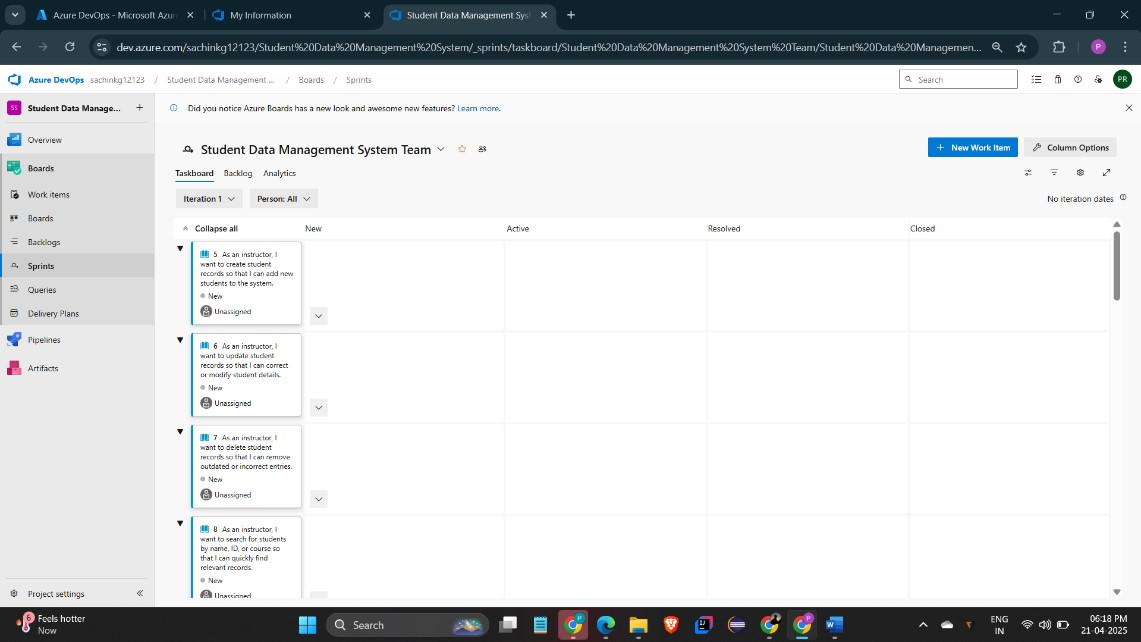 Azure DevOps - Microsoft Azur
My Information
Student Data Management Sys
dev.azure.com/sachinkg12123/Student%20Data%20Management%20System/_sprints/taskboard/Student%20Data%20Management%20System%20Team/Student%20Data%20Managemen...
P
Azure DevOps sachinkg12123 / Student Data Management ... / Boards / Sprints
Search
PR
SS Student Data Manage...
Did you notice Azure Boards has a new look and awesome new features? Learn more.
Overview
Boards
Work items
Boards
Backlogs
Sprints
Queries
Delivery Plans
Pipelines
Artifacts
Project settings
Student Data Management System Team
New Work Item
Column Options
Taskboard Backlog Analytics
Iteration 1 Person: All
No iteration dates
Collapse all New Active Resolved Closed
5 As an instructor, I
want to create student
records so that I can add new
students to the system.
New
Unassigned
6 As an instructor, I
want to update student
records so that I can correct
or modify student details.
New
Unassigned
7 As an instructor, I
want to delete student
records so that I can remove
outdated or incorrect entries.
New
Unassigned
8 As an instructor, I
want to search for students
by name, ID, or course so
that I can quickly find
relevant records.
New
Unassigned
Feels hotter
Now
Search
ENG
IN
06:18 PM
21-04-2025